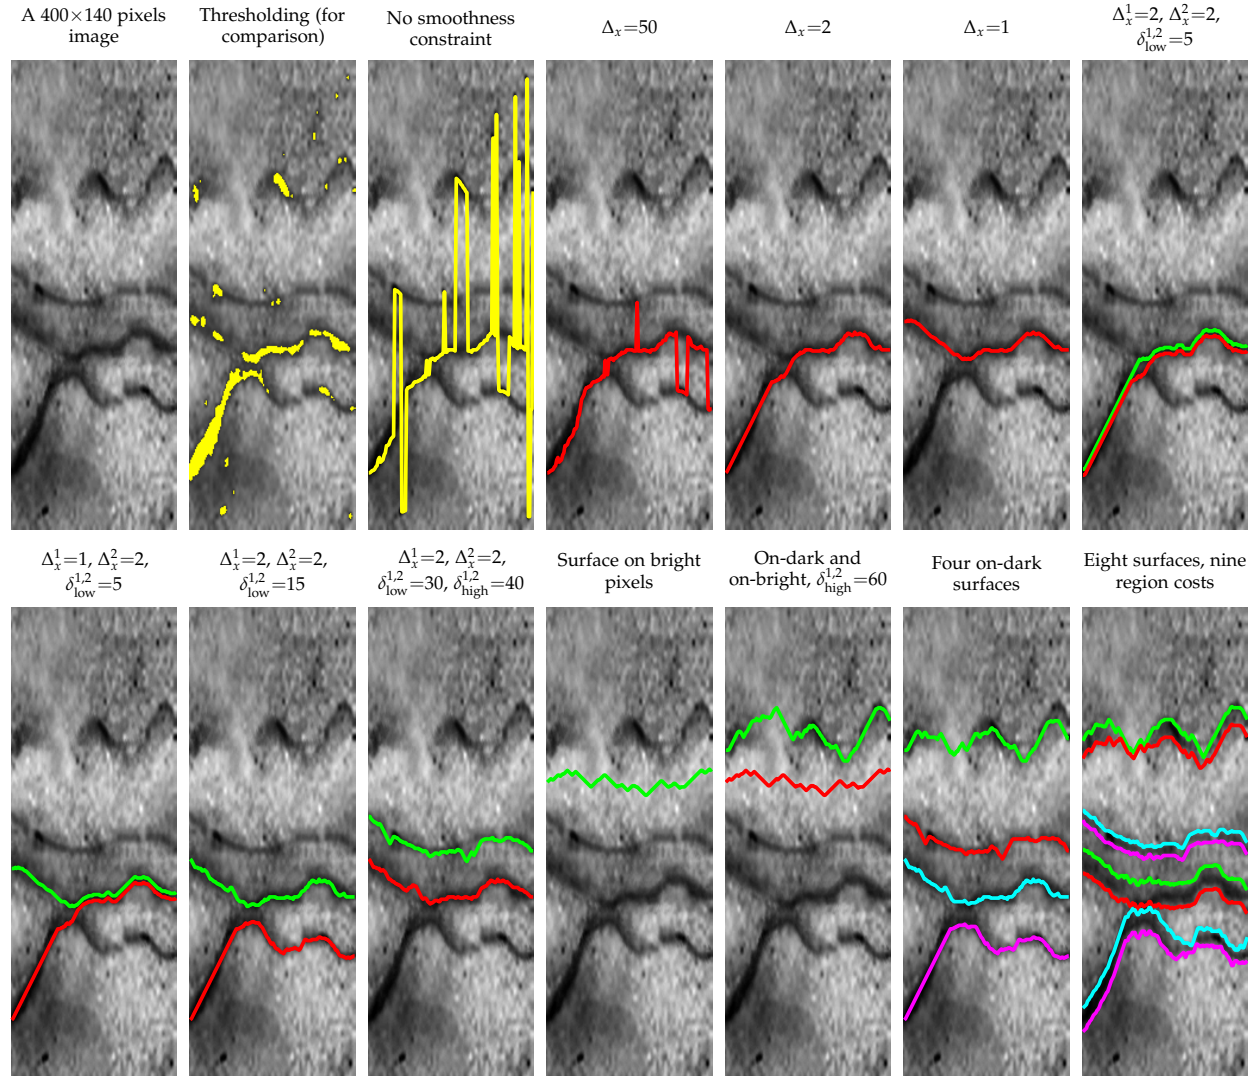 A 400×140 pixels
image
Thresholding (for
comparison)
No smoothness
constraint
Δₓ=50
Δₓ=2
Δₓ=1
Δ¹ₓ=2, Δ²ₓ=2,
δ¹,²low=5
Δ¹ₓ=1, Δ²ₓ=2,
δ¹,²low=5
Δ¹ₓ=2, Δ²ₓ=2,
δ¹,²low=15
Δ¹ₓ=2, Δ²ₓ=2,
δ¹,²low=30, δ¹,²high=40
Surface on bright
pixels
On-dark and
on-bright, δ¹,²high=60
Four on-dark
surfaces
Eight surfaces, nine
region costs